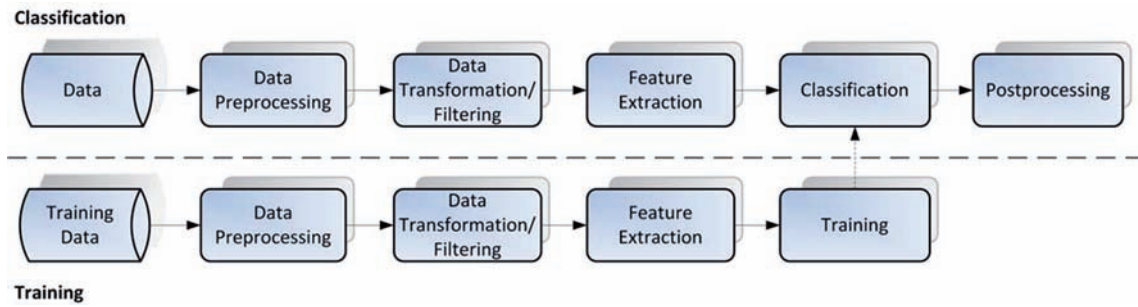 Classification
Data
Data
Preprocessing
Data
Transformation/
Filtering
Feature
Extraction
Classification
Postprocessing
Training
Data
Data
Preprocessing
Data
Transformation/
Filtering
Feature
Extraction
Training
Training